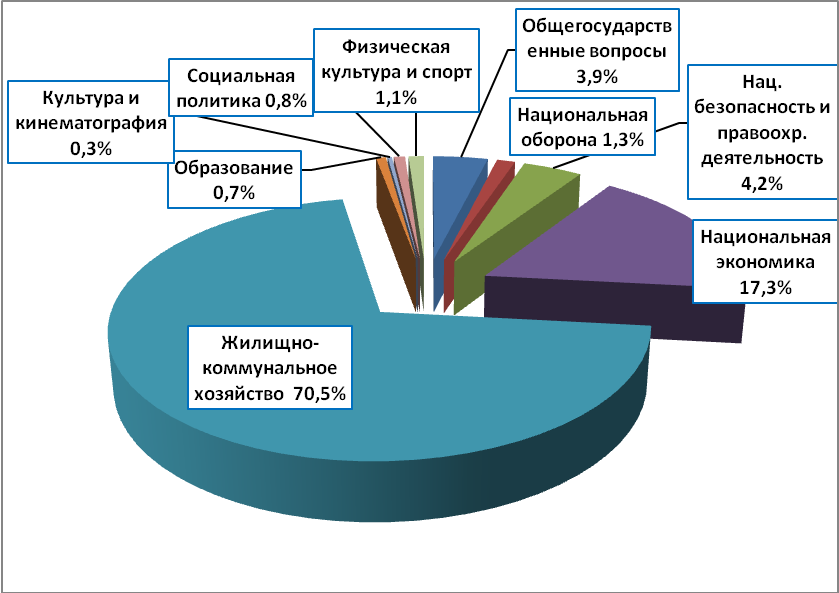 Общегосударств
енные вопросы
3,9%
Физическая
культура и спорт
1,1%
Социальная
политика 0,8%
Культура и
кинематография
0,3%
Образование
0,7%
Национальная
оборона 1,3%
Нац.
безопасность и
правоохр.
деятельность
4,2%
Национальная
экономика
17,3%
Жилищно-
коммунальное
хозяйство 70,5%